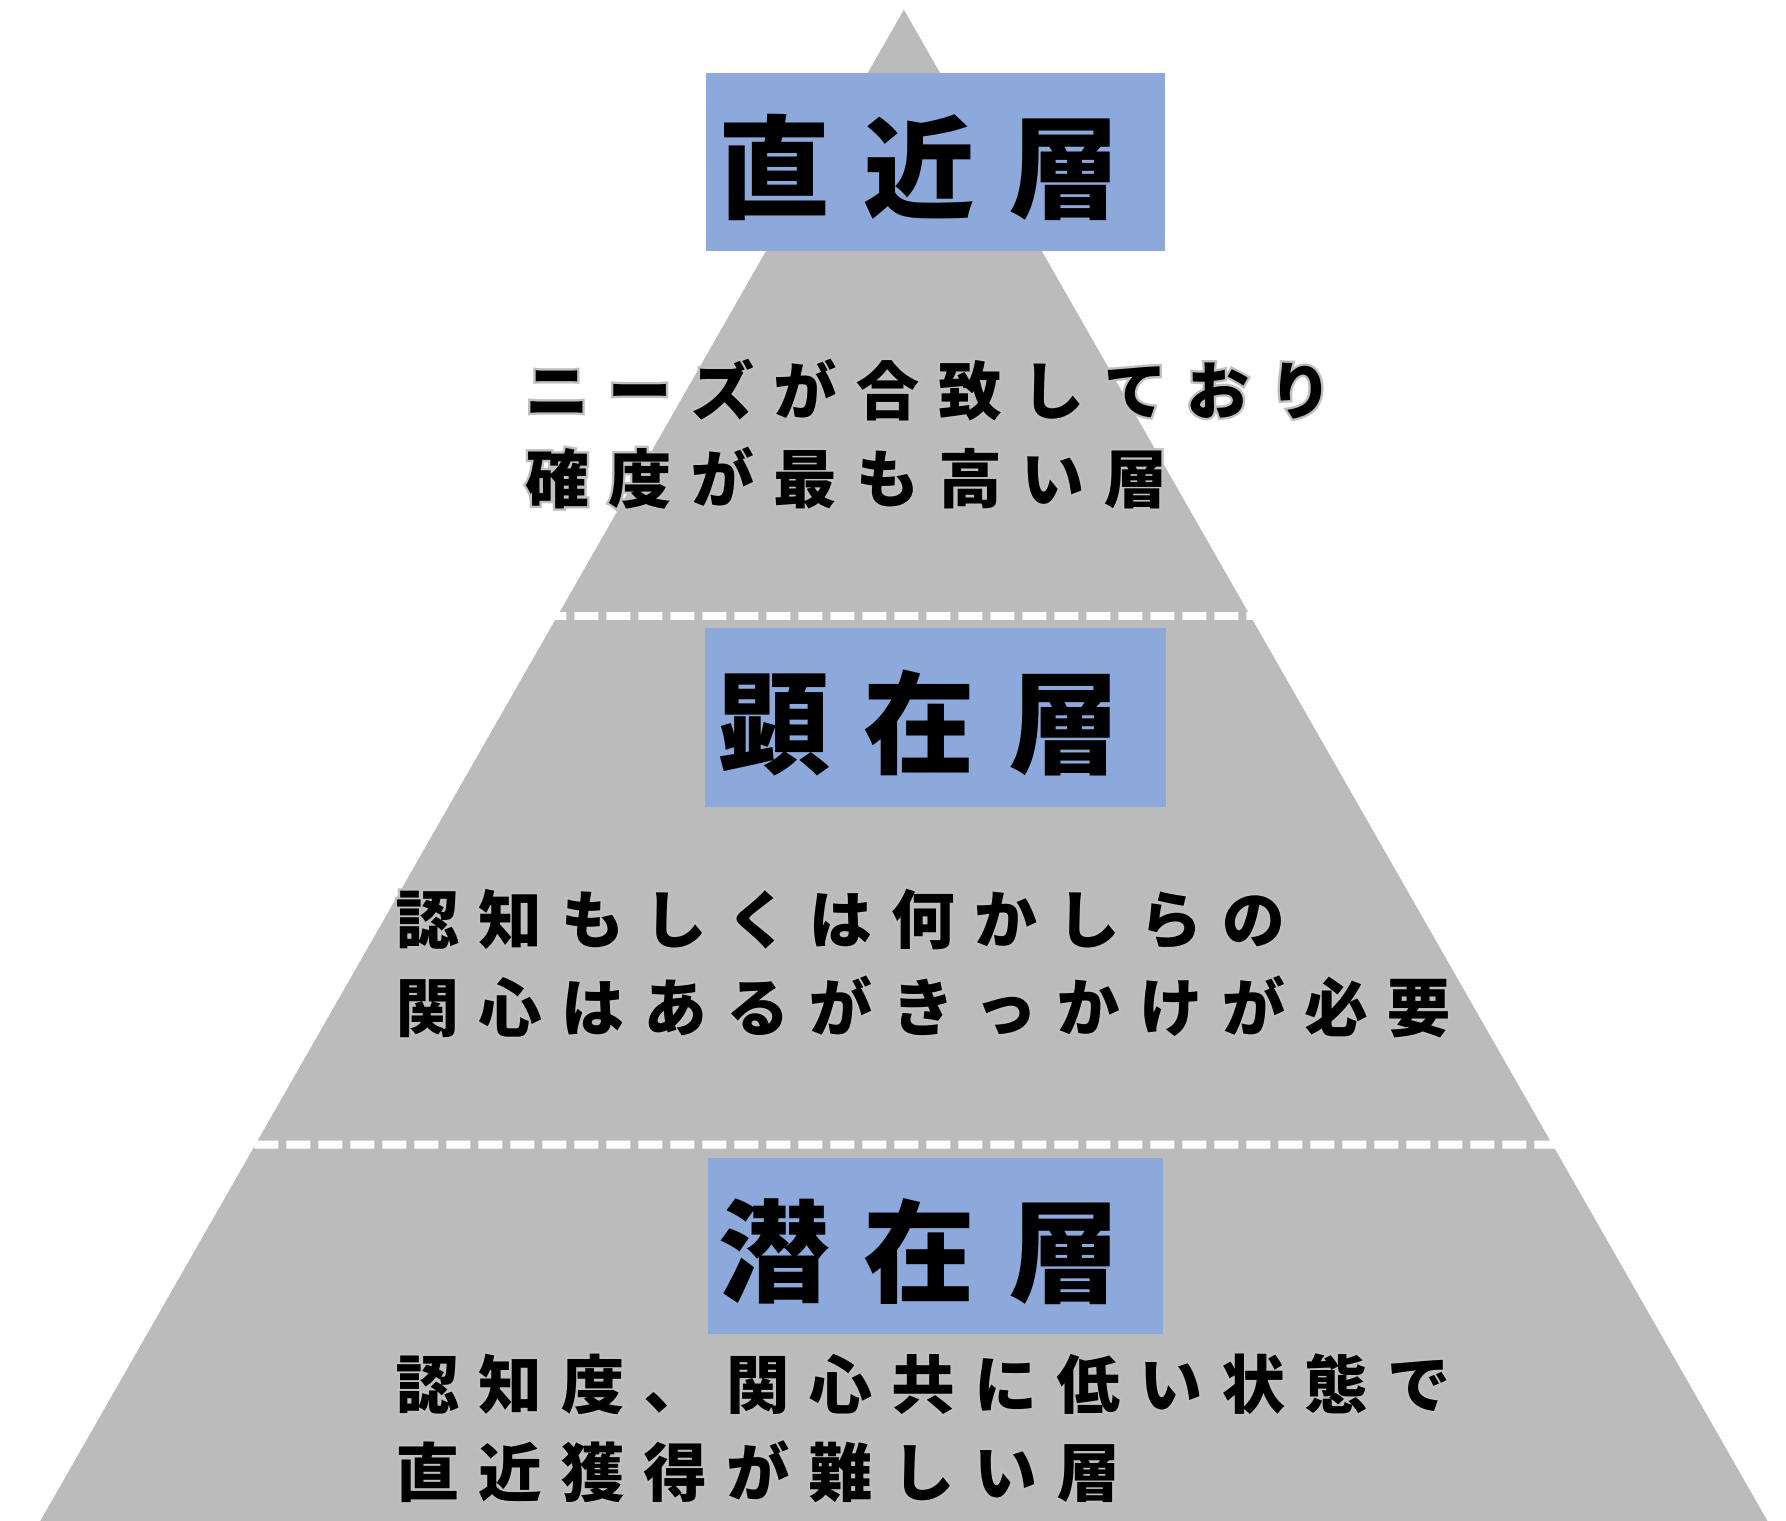 直近層
ニーズが合致しており
確度が最も高い層
顕在層
認知もしくは何かしらの
関心はあるがきっかけが必要
潜在層
認知度、関心共に低い状態で
直近獲得が難しい層